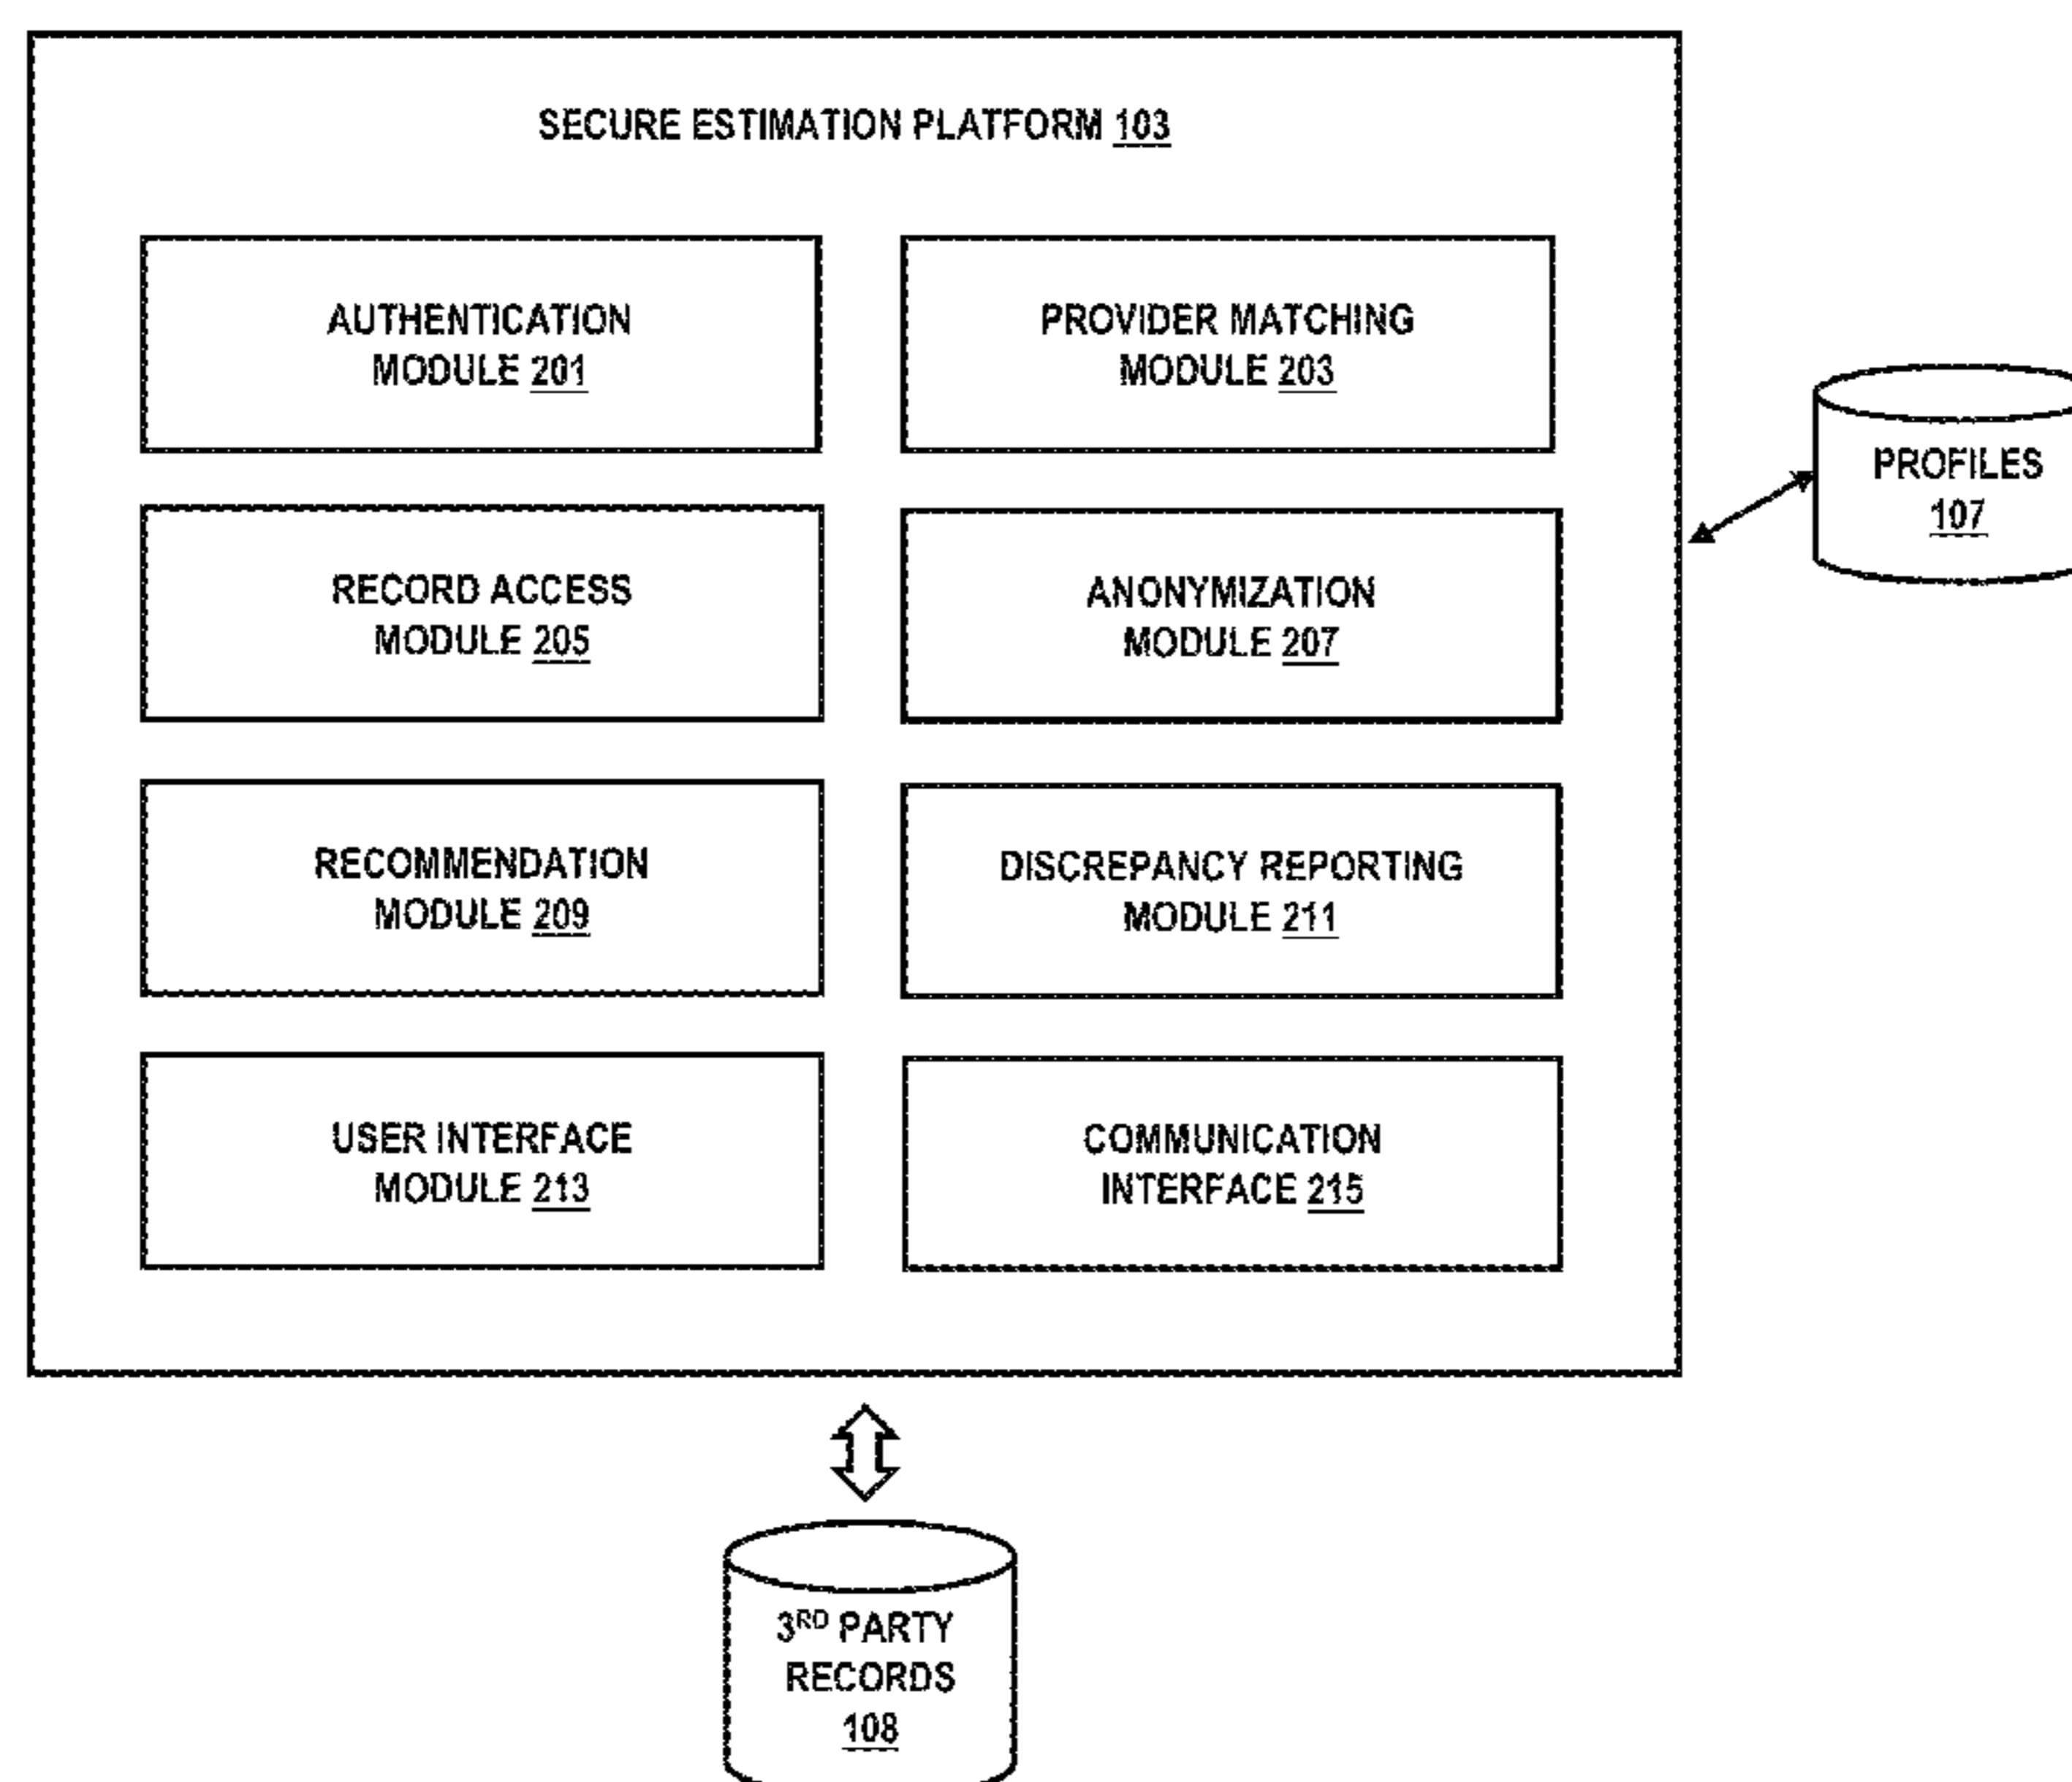 SECURE ESTIMATION PLATFORM 103
AUTHENTICATION
MODULE 201
PROVIDER MATCHING
MODULE 203
PROFILES
107
RECORD ACCESS
MODULE 205
ANONYMIZATION
MODULE 207
RECOMMENDATION
MODULE 209
DISCREPANCY REPORTING
MODULE 211
USER INTERFACE
MODULE 213
COMMUNICATION
INTERFACE 215
3RD PARTY
RECORDS
108